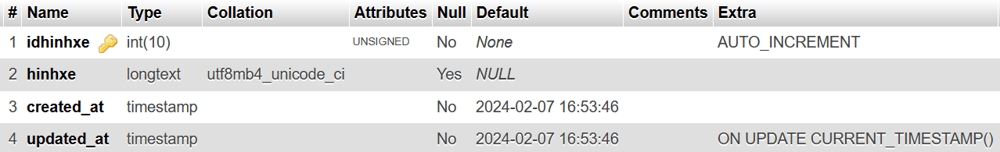 # Name Type Collation Attributes Null Default Comments Extra
1 idhinhxe int(10) UNSIGNED No None AUTO_INCREMENT
2 hinhxe longtext utf8mb4_unicode_ci Yes NULL
3 created_at timestamp No 2024-02-07 16:53:46
4 updated_at timestamp No 2024-02-07 16:53:46 ON UPDATE CURRENT_TIMESTAMP()